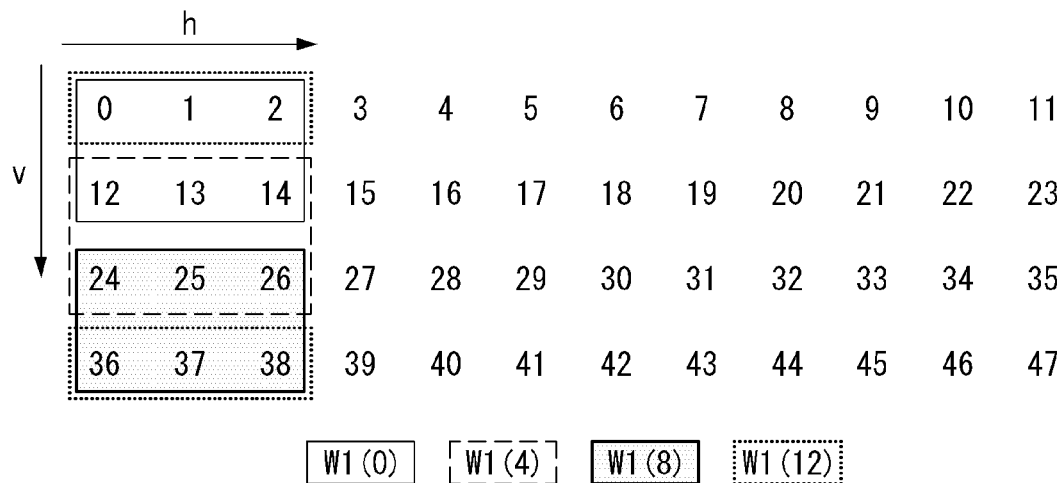 h
v
0 1 2 3 4 5 6 7 8 9 10 11
12 13 14 15 16 17 18 19 20 21 22 23
24 25 26 27 28 29 30 31 32 33 34 35
36 37 38 39 40 41 42 43 44 45 46 47
W1(0) W1(4) W1(8) W1(12)